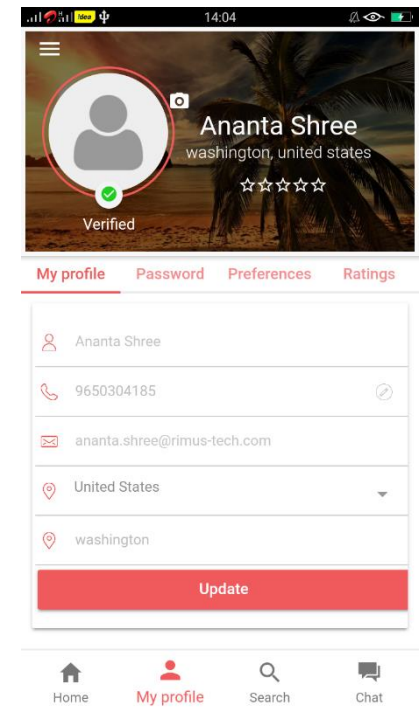 idea 14:04
Ananta Shree
washington, united states
Verified
My profile Password Preferences Ratings
Ananta Shree
9650304185
ananta.shree@rimus-tech.com
United States
washington
Update
Home My profile Search Chat